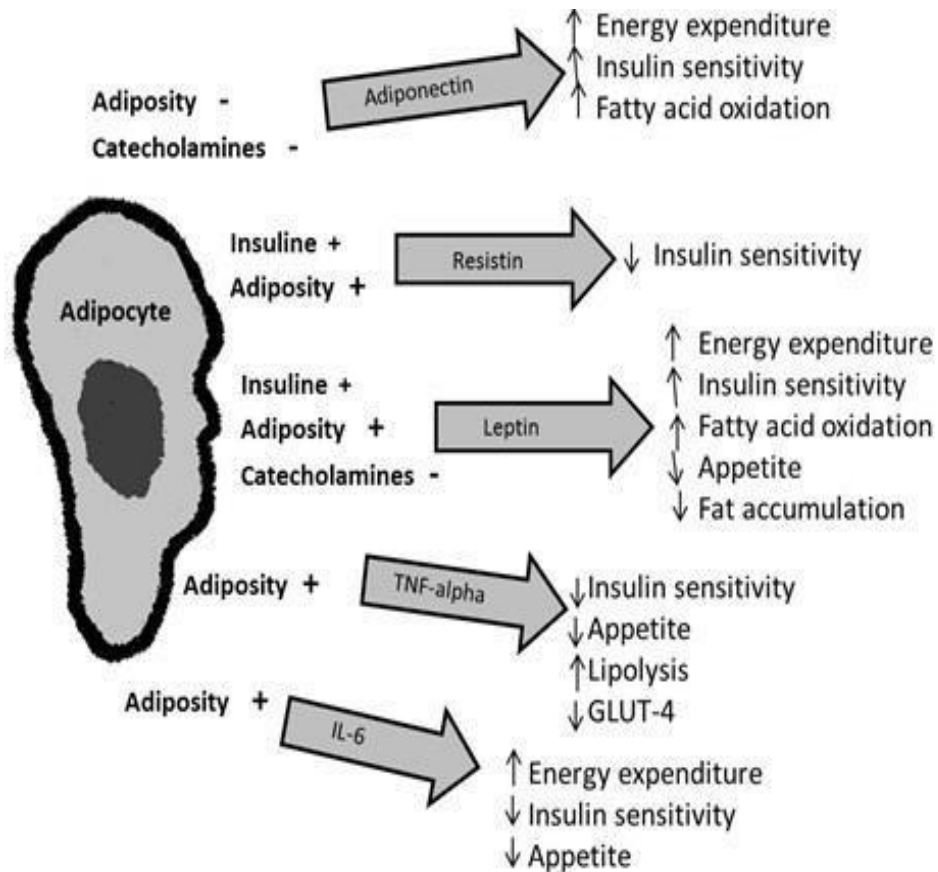 Adiposity -
Catecholamines -
Adiponectin
↑ Energy expenditure
↑ Insulin sensitivity
↑ Fatty acid oxidation
Adipocyte
Insuline +
Adiposity +
Resistin
↓ Insulin sensitivity
Insuline +
Adiposity +
Catecholamines -
Leptin
↑ Energy expenditure
↑ Insulin sensitivity
↑ Fatty acid oxidation
↓ Appetite
↓ Fat accumulation
Adiposity +
TNF-alpha
↓ Insulin sensitivity
↓ Appetite
↑ Lipolysis
↓ GLUT-4
Adiposity +
IL-6
↑ Energy expenditure
↓ Insulin sensitivity
↓ Appetite